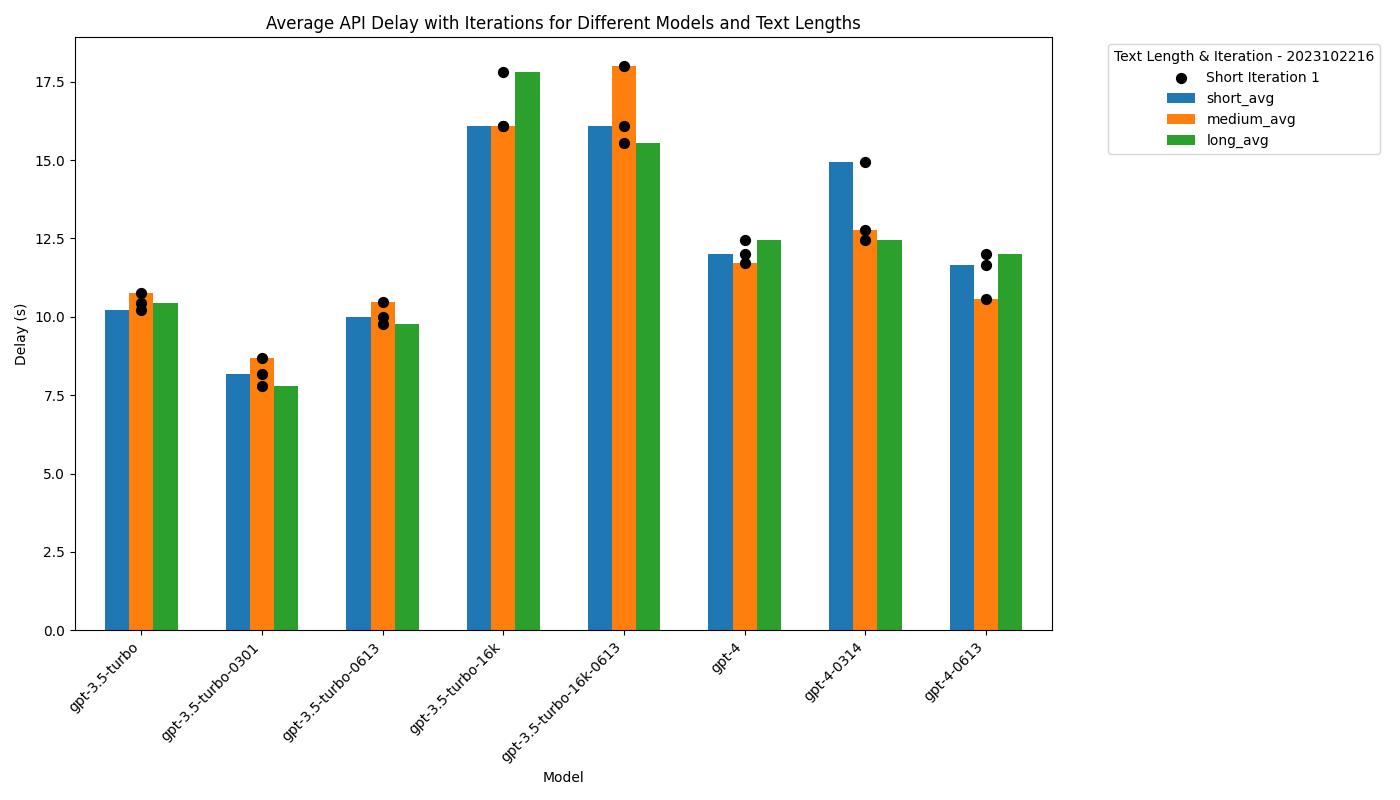 Average API Delay with Iterations for Different Models and Text Lengths
Text Length & Iteration - 2023102216
Short Iteration 1
short_avg
medium_avg
long_avg
Delay (s)
17.5
15.0
12.5
10.0
7.5
5.0
2.5
0.0
gpt-3.5-turbo
gpt-3.5-turbo-0301
gpt-3.5-turbo-0613
gpt-3.5-turbo-16k
gpt-3.5-turbo-16k-0613
gpt-4
gpt-4-0314
gpt-4-0613
Model